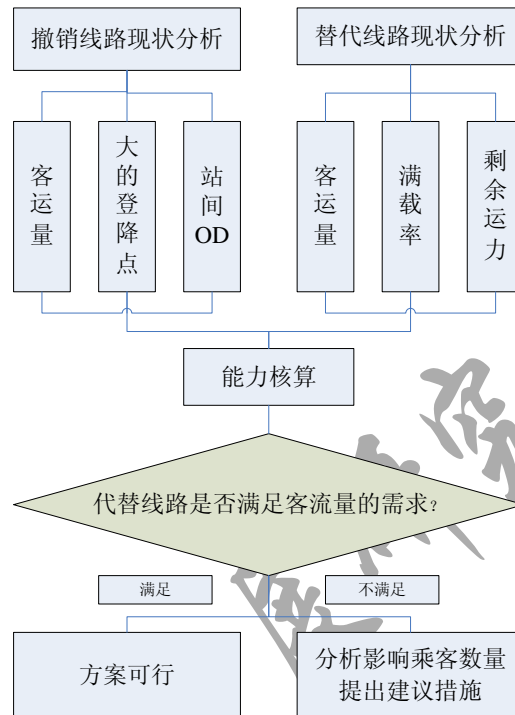 撤销线路现状分析
替代线路现状分析
客运量
大的登降点
站间OD
客运量
满载率
剩余运力
能力核算
代替线路是否满足客流量的需求?
满足
不满足
方案可行
分析影响乘客数量
提出建议措施